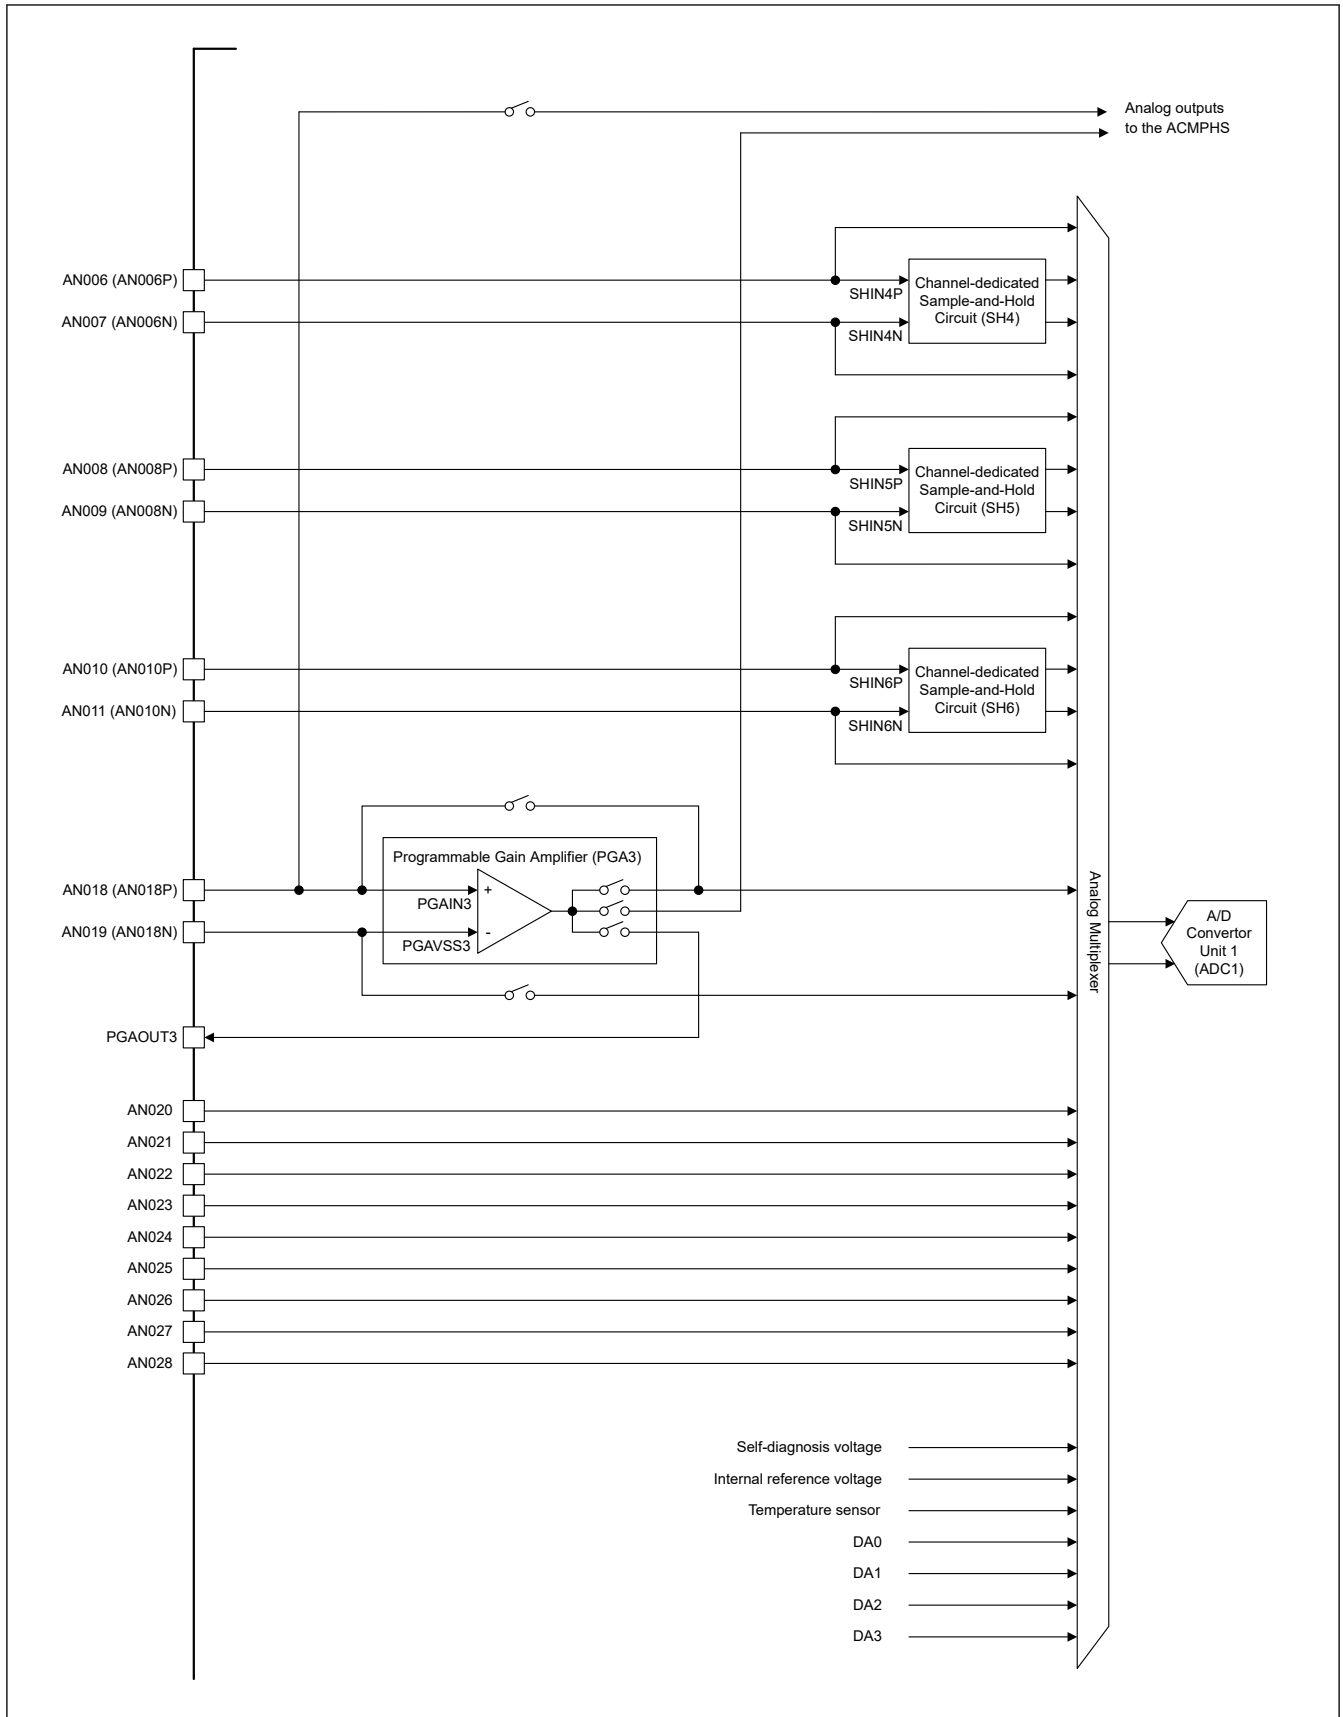 Analog outputs
to the ACMPHS
AN006 (AN006P)
SHIN4P
Channel-dedicated
Sample-and-Hold
Circuit (SH4)
AN007 (AN006N)
SHIN4N
AN008 (AN008P)
SHIN5P
Channel-dedicated
Sample-and-Hold
Circuit (SH5)
AN009 (AN008N)
SHIN5N
AN010 (AN010P)
SHIN6P
Channel-dedicated
Sample-and-Hold
Circuit (SH6)
AN011 (AN010N)
SHIN6N
Programmable Gain Amplifier (PGA3)
AN018 (AN018P)
PGAIN3
+
AN019 (AN018N)
PGAVSS3
-
Analog Multiplexer
A/D
Convertor
Unit 1
(ADC1)
PGAOUT3
AN020
AN021
AN022
AN023
AN024
AN025
AN026
AN027
AN028
Self-diagnosis voltage
Internal reference voltage
Temperature sensor
DA0
DA1
DA2
DA3